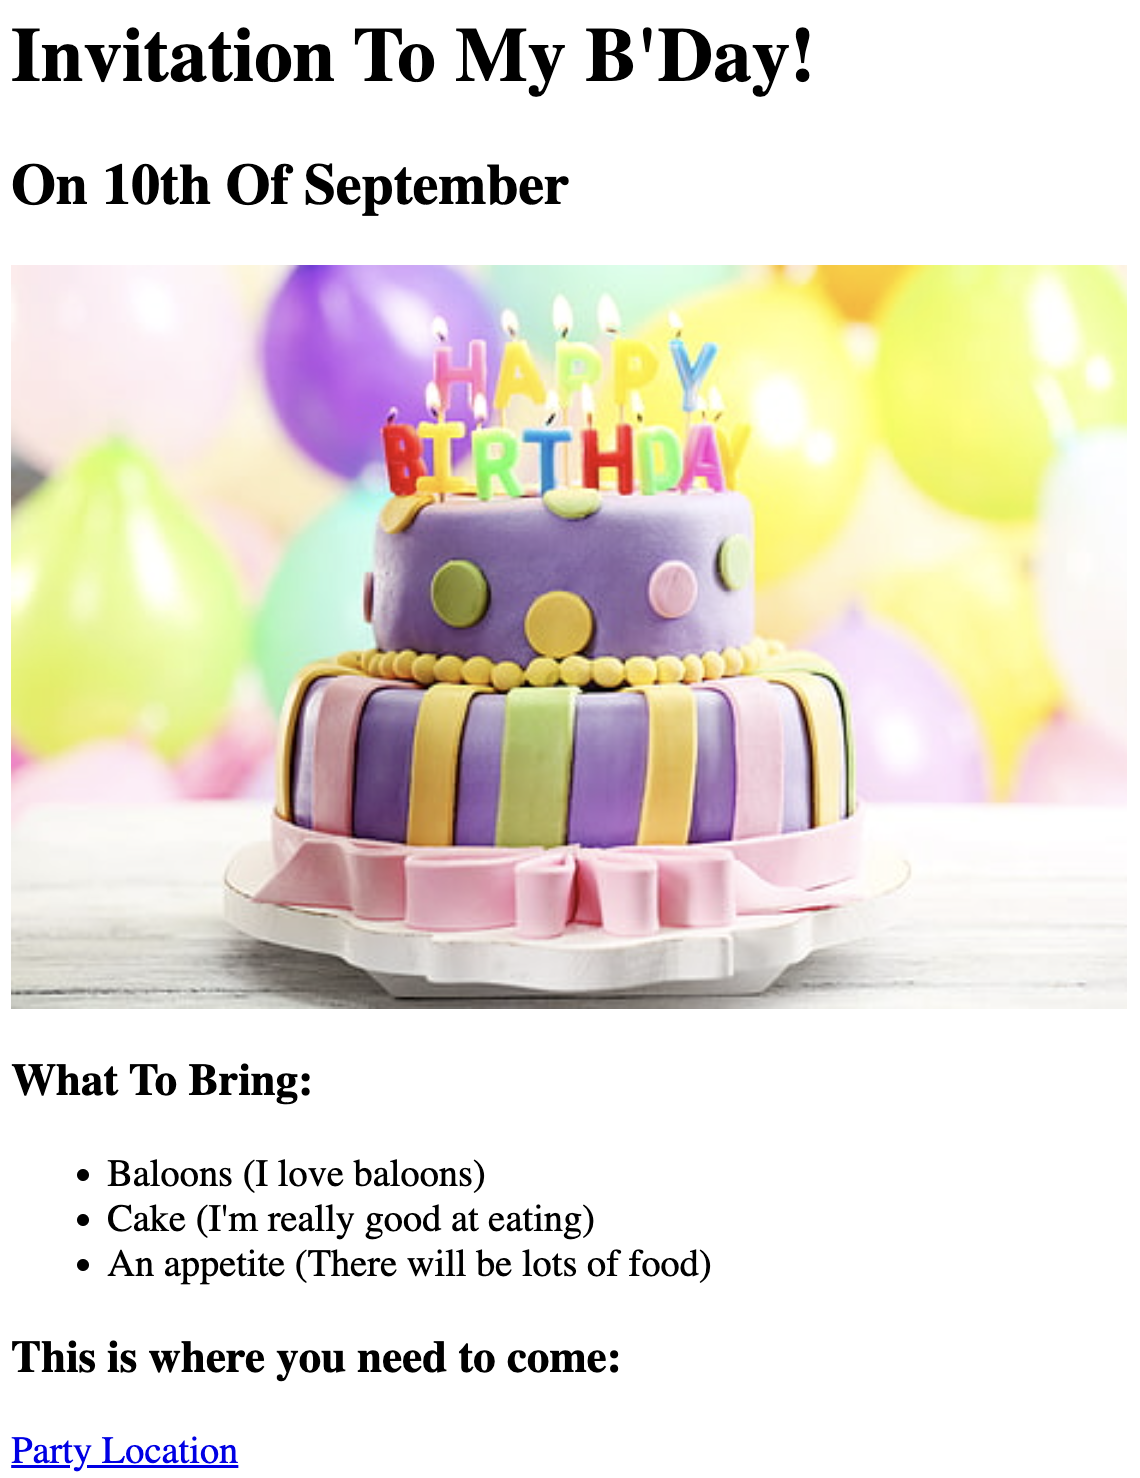 Invitation To My B'Day!
On 10th Of September
HAPPY
BIRTHDAY
What To Bring:
Baloons (I love baloons)
Cake (I'm really good at eating)
An appetite (There will be lots of food)
This is where you need to come:
Party Location